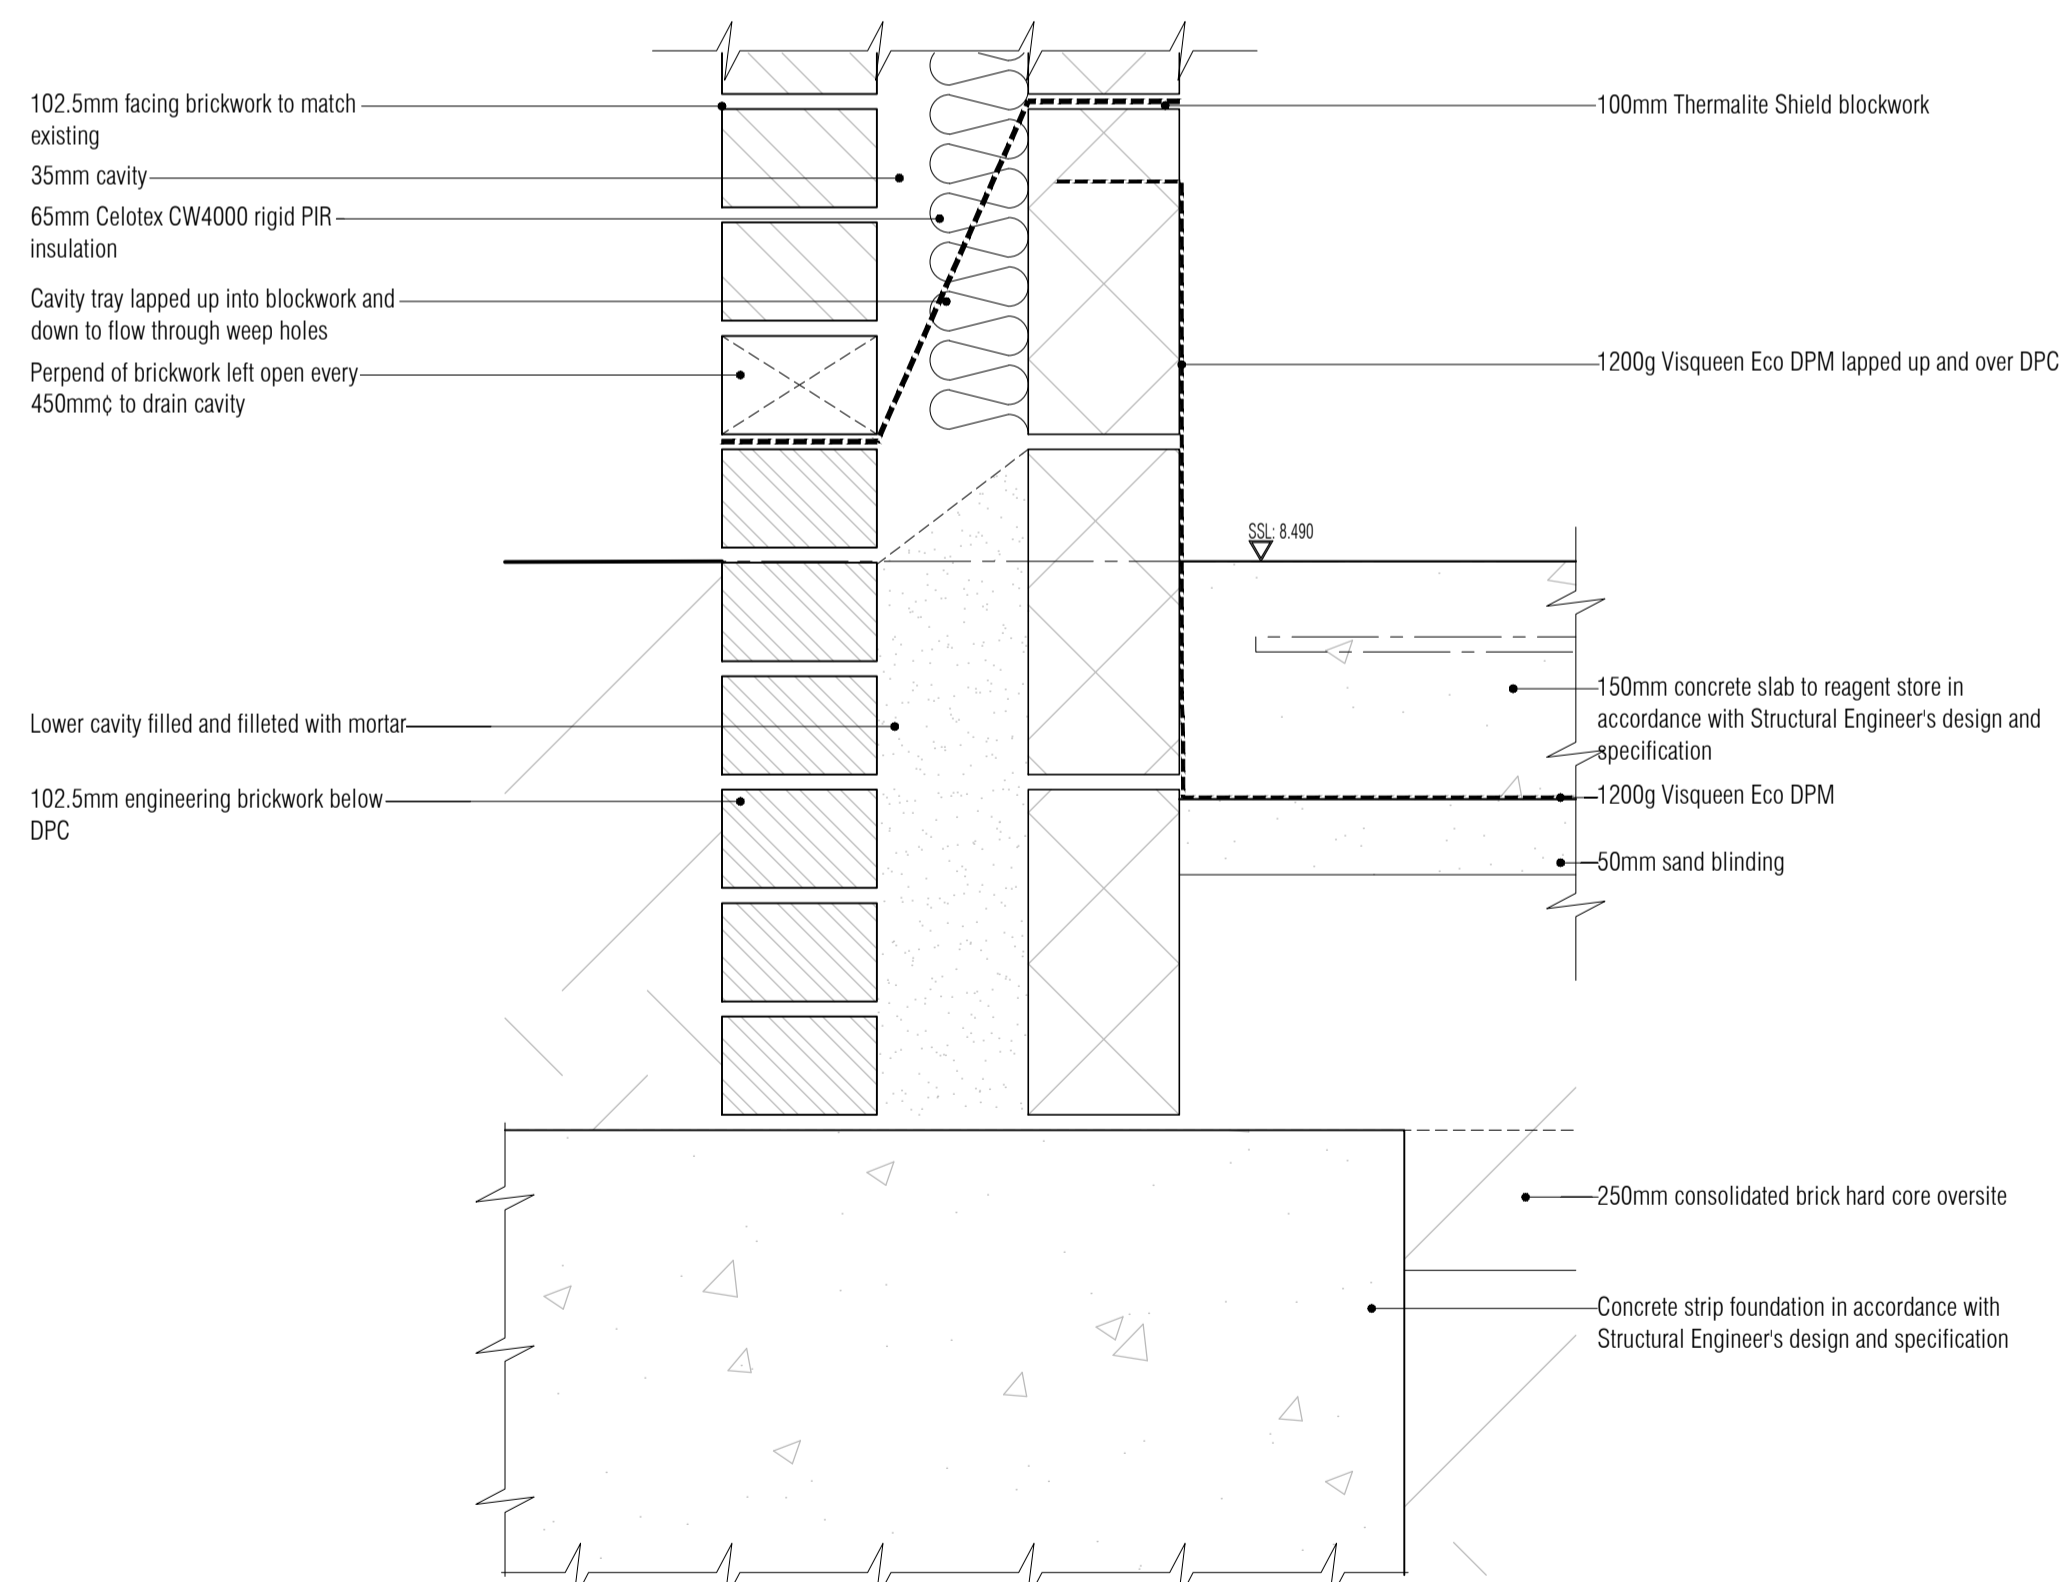 102.5mm facing brickwork to match
existing
35mm cavity
65mm Celotex CW4000 rigid PIR
insulation
Cavity tray lapped up into blockwork and
down to flow through weep holes
Perpend of brickwork left open every
450mm¢ to drain cavity
Lower cavity filled and filleted with mortar
102.5mm engineering brickwork below
DPC
100mm Thermalite Shield blockwork
1200g Visqueen Eco DPM lapped up and over DPC
SSL: 8.490
150mm concrete slab to reagent store in
accordance with Structural Engineer's design and
specification
1200g Visqueen Eco DPM
50mm sand blinding
250mm consolidated brick hard core oversite
Concrete strip foundation in accordance with
Structural Engineer's design and specification